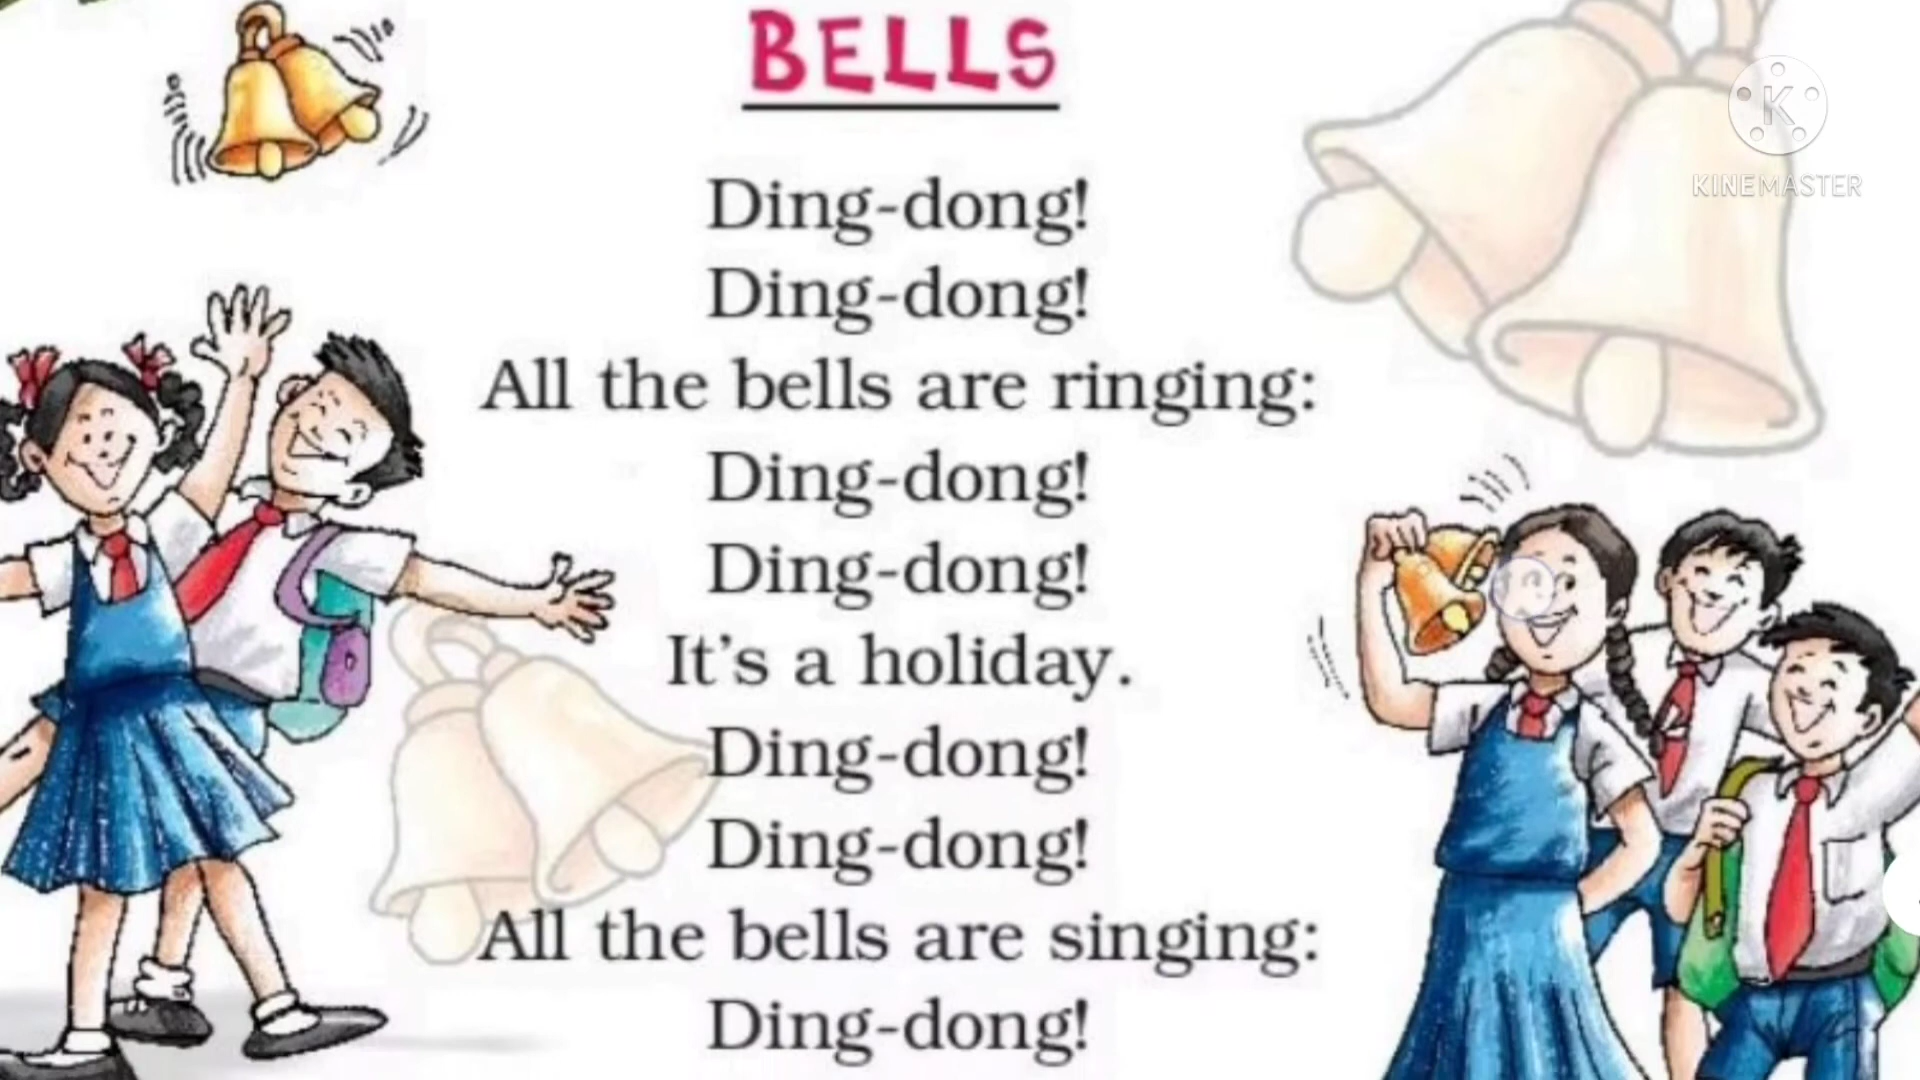 BELLS
KINEMASTER
Ding-dong!
Ding-dong!
All the bells are ringing:
Ding-dong!
Ding-dong!
It's a holiday.
Ding-dong!
Ding-dong!
All the bells are singing:
Ding-dong!